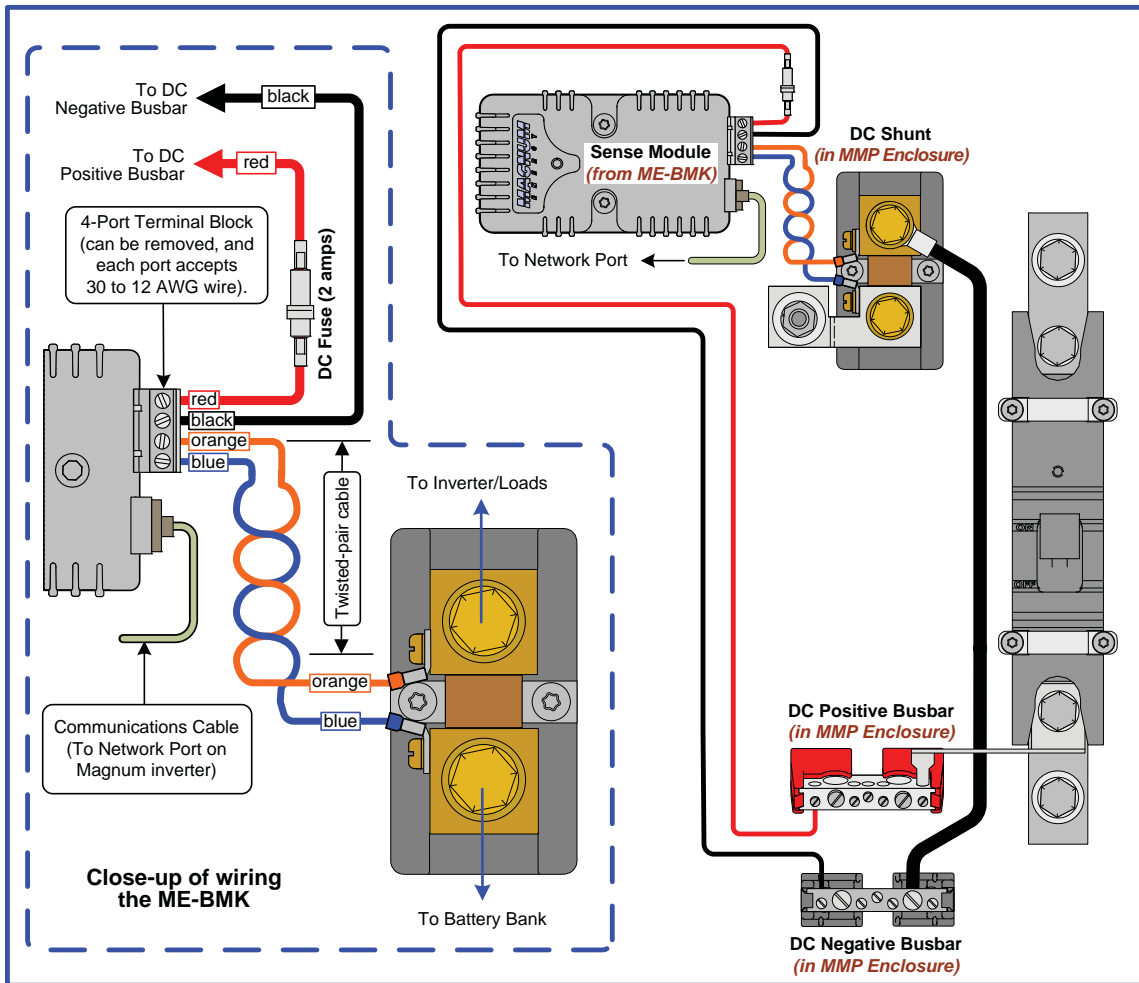 To DC
Negative Busbar
black
To DC
Positive Busbar
red
4-Port Terminal Block
(can be removed, and
each port accepts
30 to 12 AWG wire).
DC Fuse (2 amps)
red
black
orange
blue
Twisted-pair cable
To Inverter/Loads
orange
blue
Communications Cable
(To Network Port on
Magnum inverter)
To Battery Bank
Close-up of wiring
the ME-BMK
MAGNUM
Sense Module
(from ME-BMK)
To Network Port
DC Shunt
(in MMP Enclosure)
ON
OFF
DC Positive Busbar
(in MMP Enclosure)
DC Negative Busbar
(in MMP Enclosure)